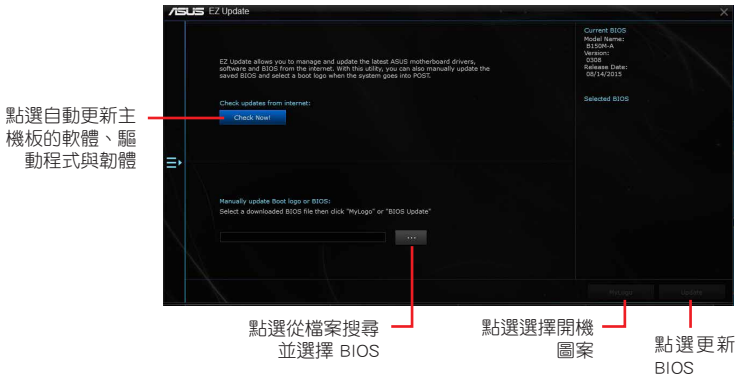 ASUS EZ Update
EZ Update allows you to manage and update the latest ASUS motherboard drivers,
software and BIOS from the internet. With this utility, you can also manually update the
saved BIOS and select a boot logo when the system goes into POST.
Check updates from internet:
Check Now!
Manually update Boot logo or BIOS:
Select a downloaded BIOS file then click "MyLogo" or "BIOS Update"
...
Current BIOS
Model Name:
B150M-A
Version:
0308
Release Date:
08/14/2015
Selected BIOS
MyLogo
Update
點選自動更新主
機板的軟體、驅
動程式與韌體
點選從檔案搜尋
並選擇 BIOS
點選選擇開機
圖案
點選更新
BIOS